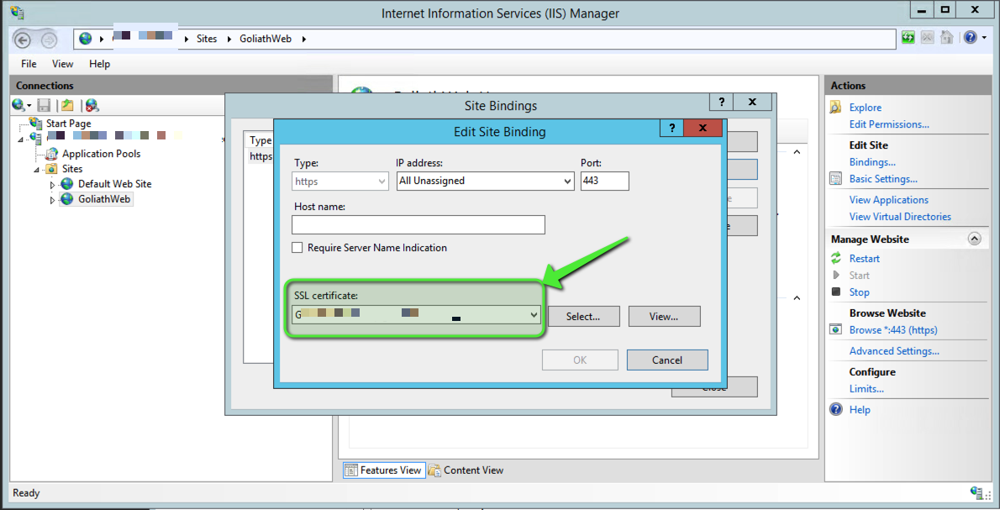 Internet Information Services (IIS) Manager
Sites
GoliathWeb
File View Help
Connections
Start Page
Application Pools
Sites
Default Web Site
GoliathWeb
Site Bindings
?
X
Type
https
Edit Site Binding
?
X
Type:
IP address:
Port:
https
All Unassigned
443
Host name:
Require Server Name Indication
SSL certificate:
G
Select...
View...
OK
Cancel
Close
Features View
Content View
Actions
Explore
Edit Permissions...
Edit Site
Bindings...
Basic Settings...
View Applications
View Virtual Directories
Manage Website
Restart
Start
Stop
Browse Website
Browse *:443 (https)
Advanced Settings...
Configure
Limits...
Help
Ready